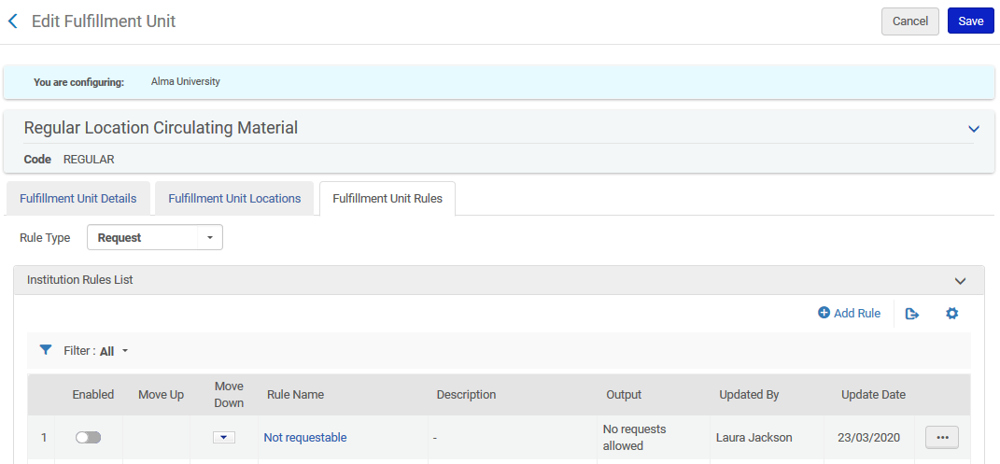 Edit Fulfillment Unit
Cancel
Save
You are configuring: Alma University
Regular Location Circulating Material
Code REGULAR
Fulfillment Unit Details
Fulfillment Unit Locations
Fulfillment Unit Rules
Rule Type Request
Institution Rules List
Add Rule
Filter : All
Enabled
Move Up
Move
Down
Rule Name
Description
Output
Updated By
Update Date
1
Not requestable
-
No requests
allowed
Laura Jackson
23/03/2020